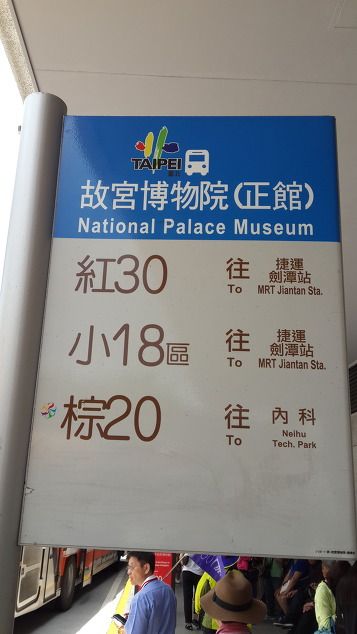 TAIPEI
臺北
故宮博物院(正館)
National Palace Museum
紅30 往 捷運劍潭站
To MRT Jiantan Sta.
小18區 往 捷運劍潭站
To MRT Jiantan Sta.
棕20 往 內科
To Neihu Tech. Park